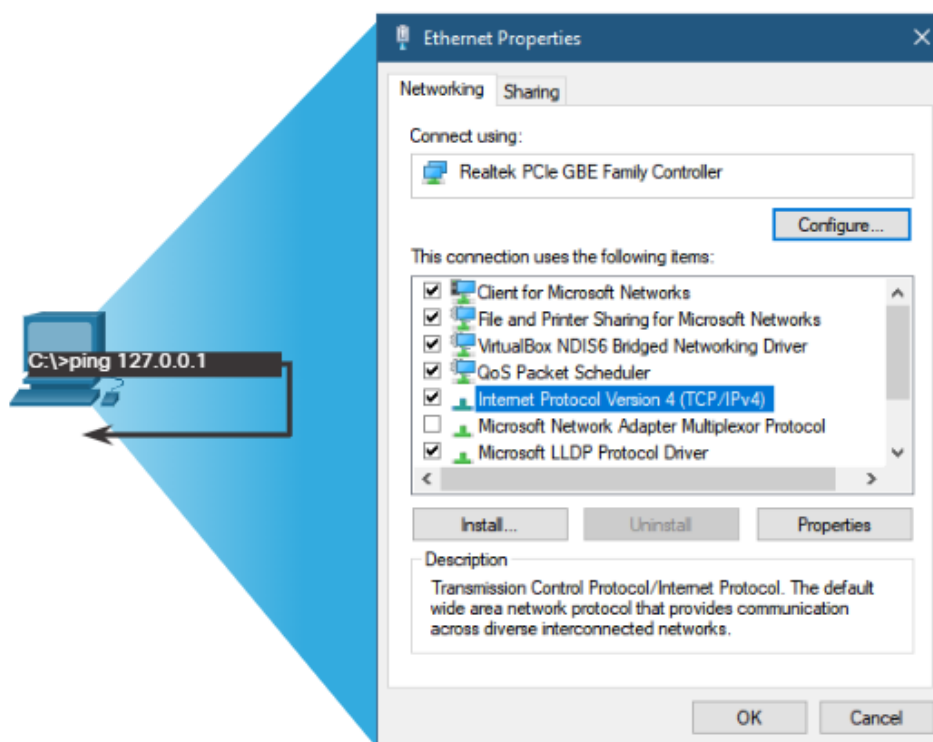 Ethernet Properties
Networking
Sharing
Connect using:
Realtek PCIe GBE Family Controller
Configure...
This connection uses the following items:
Client for Microsoft Networks
File and Printer Sharing for Microsoft Networks
VirtualBox NDIS6 Bridged Networking Driver
QoS Packet Scheduler
Internet Protocol Version 4 (TCP/IPv4)
Microsoft Network Adapter Multiplexor Protocol
Microsoft LLDP Protocol Driver
C:\>ping 127.0.0.1
Install...
Uninstall
Properties
Description
Transmission Control Protocol/Internet Protocol. The default
wide area network protocol that provides communication
across diverse interconnected networks.
OK
Cancel